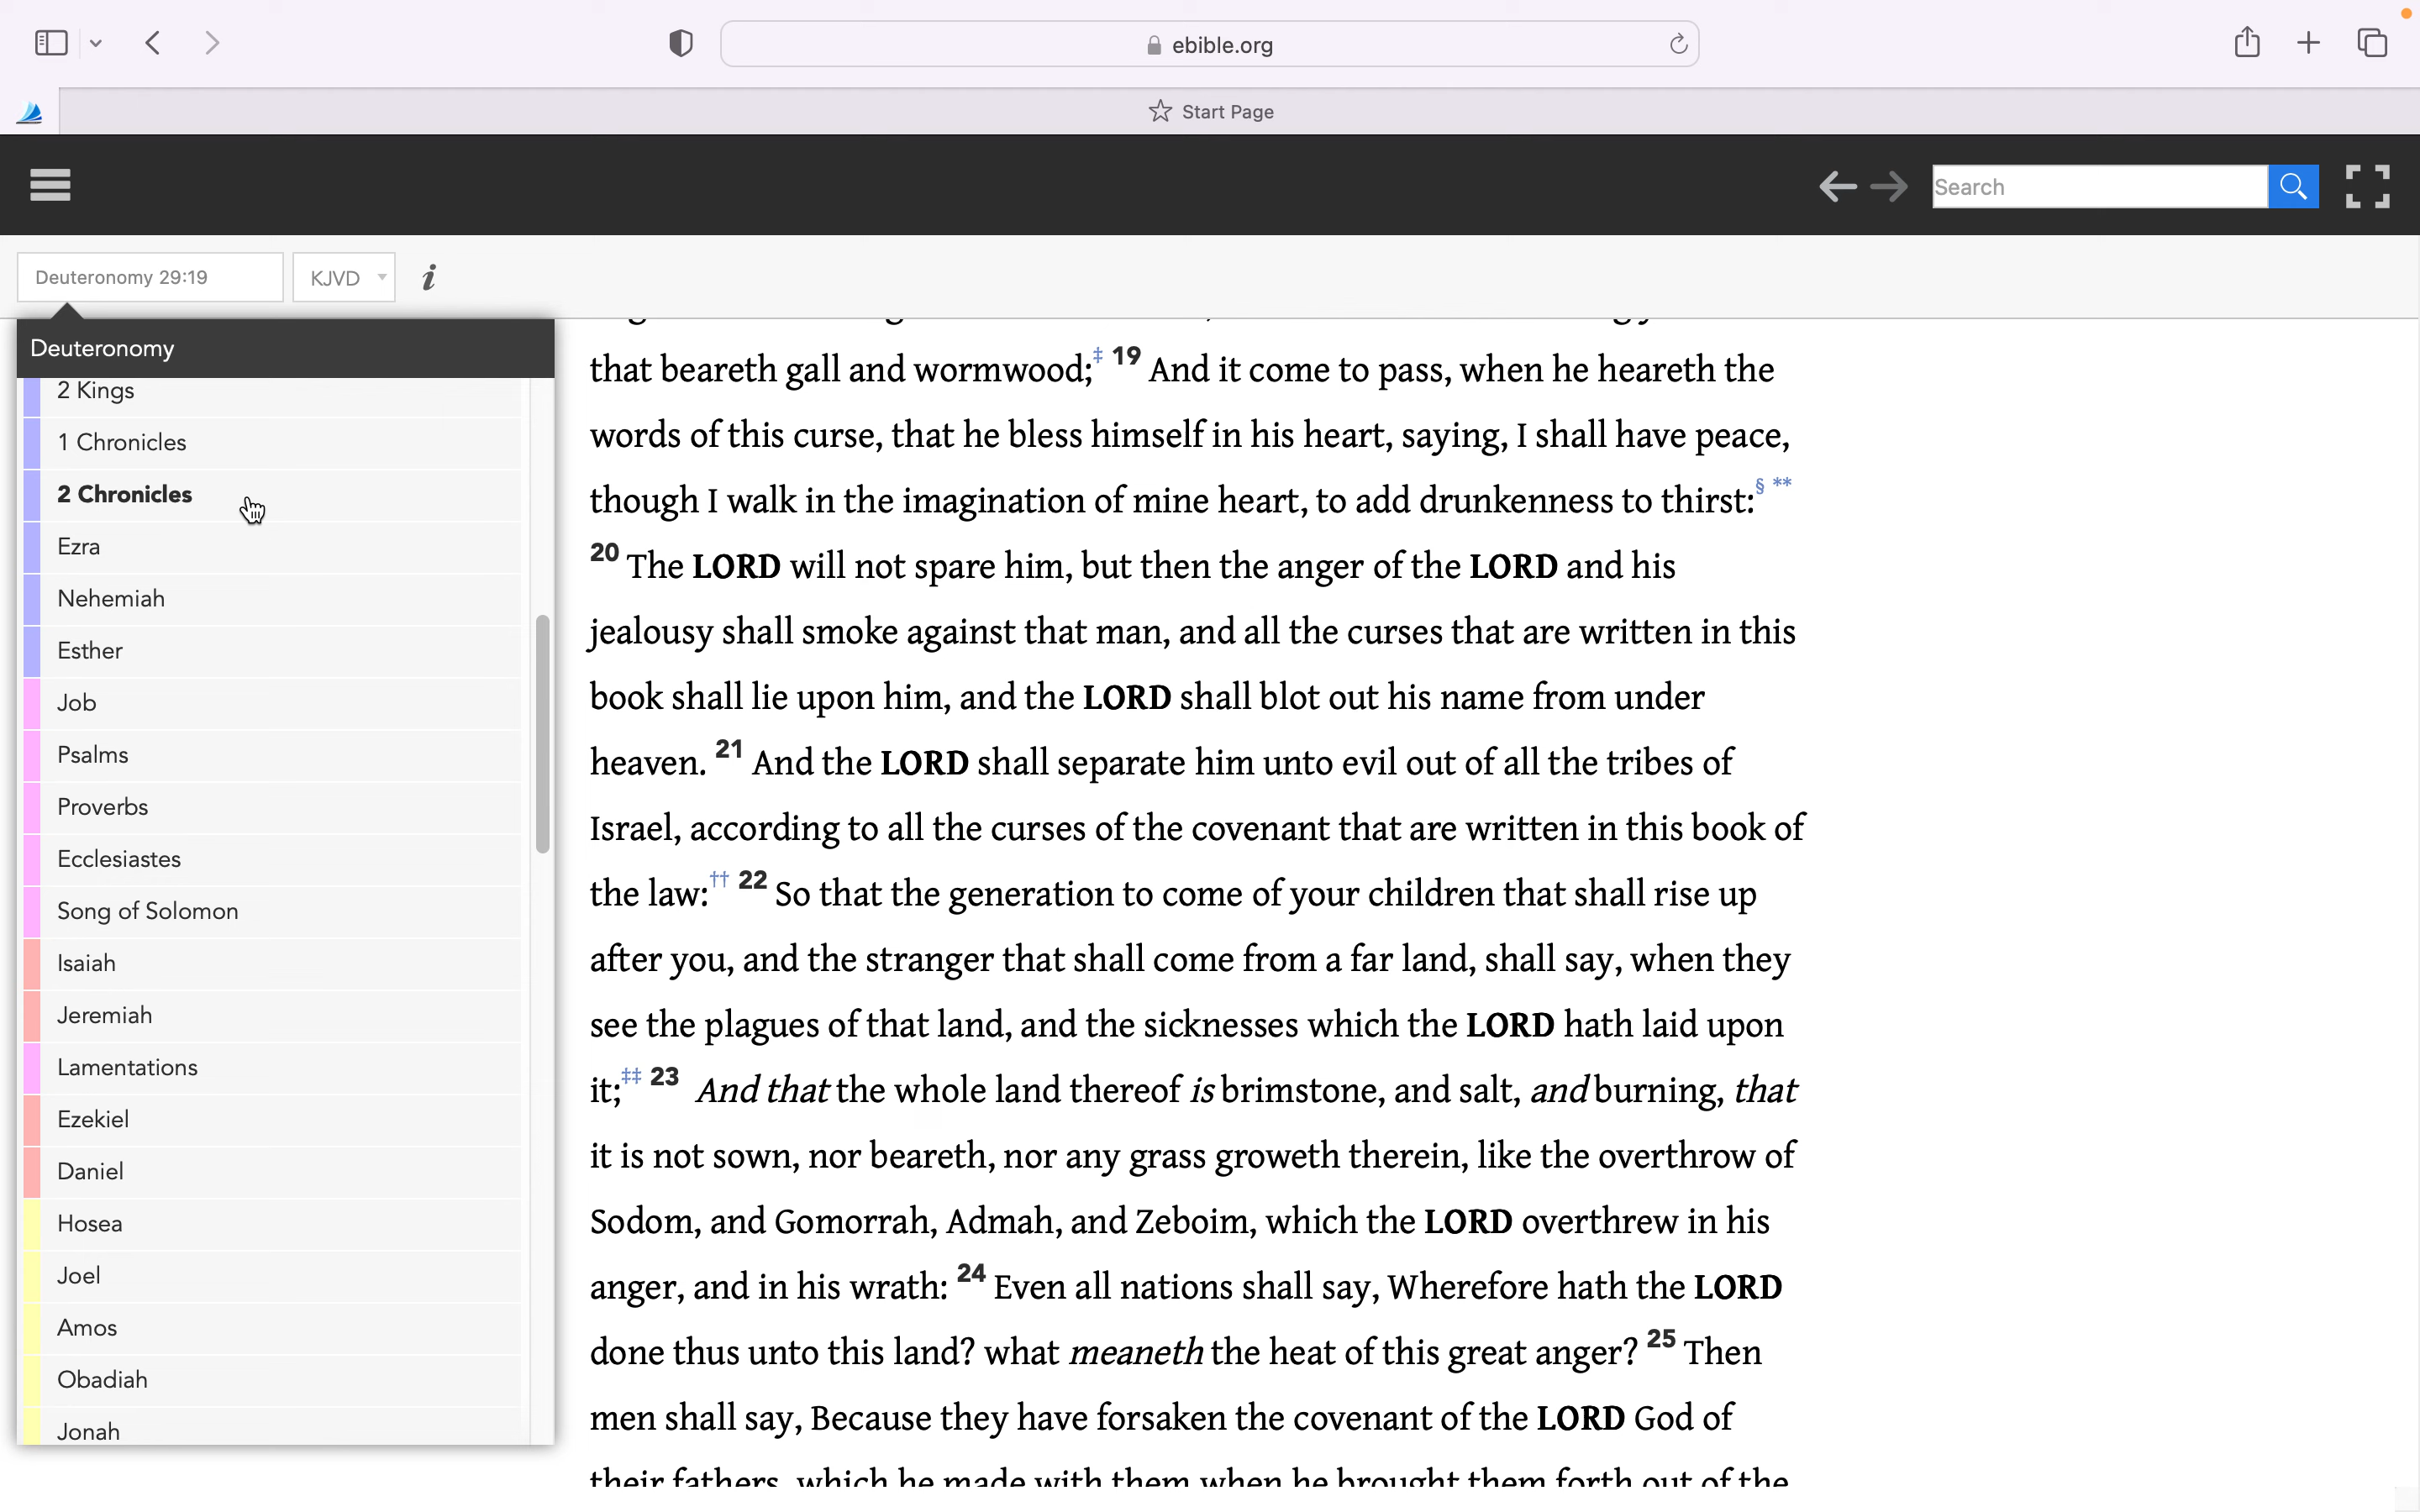 ebible.org
Start Page
Search
Deuteronomy 29:19
KJVD
i
Deuteronomy
2 Kings
1 Chronicles
2 Chronicles
Ezra
Nehemiah
Esther
Job
Psalms
Proverbs
Ecclesiastes
Song of Solomon
Isaiah
Jeremiah
Lamentations
Ezekiel
Daniel
Hosea
Joel
Amos
Obadiah
Jonah
that beareth gall and wormwood;‡ 19 And it come to pass, when he heareth the
words of this curse, that he bless himself in his heart, saying, I shall have peace,
though I walk in the imagination of mine heart, to add drunkenness to thirst:§ **
20 The LORD will not spare him, but then the anger of the LORD and his
jealousy shall smoke against that man, and all the curses that are written in this
book shall lie upon him, and the LORD shall blot out his name from under
heaven. 21 And the LORD shall separate him unto evil out of all the tribes of
Israel, according to all the curses of the covenant that are written in this book of
the law:†† 22 So that the generation to come of your children that shall rise up
after you, and the stranger that shall come from a far land, shall say, when they
see the plagues of that land, and the sicknesses which the LORD hath laid upon
it;‡‡ 23 And that the whole land thereof is brimstone, and salt, and burning, that
it is not sown, nor beareth, nor any grass groweth therein, like the overthrow of
Sodom, and Gomorrah, Admah, and Zeboim, which the LORD overthrew in his
anger, and in his wrath: 24 Even all nations shall say, Wherefore hath the LORD
done thus unto this land? what meaneth the heat of this great anger? 25 Then
men shall say, Because they have forsaken the covenant of the LORD God of
their fathers, which he made with them when he brought them forth out of the